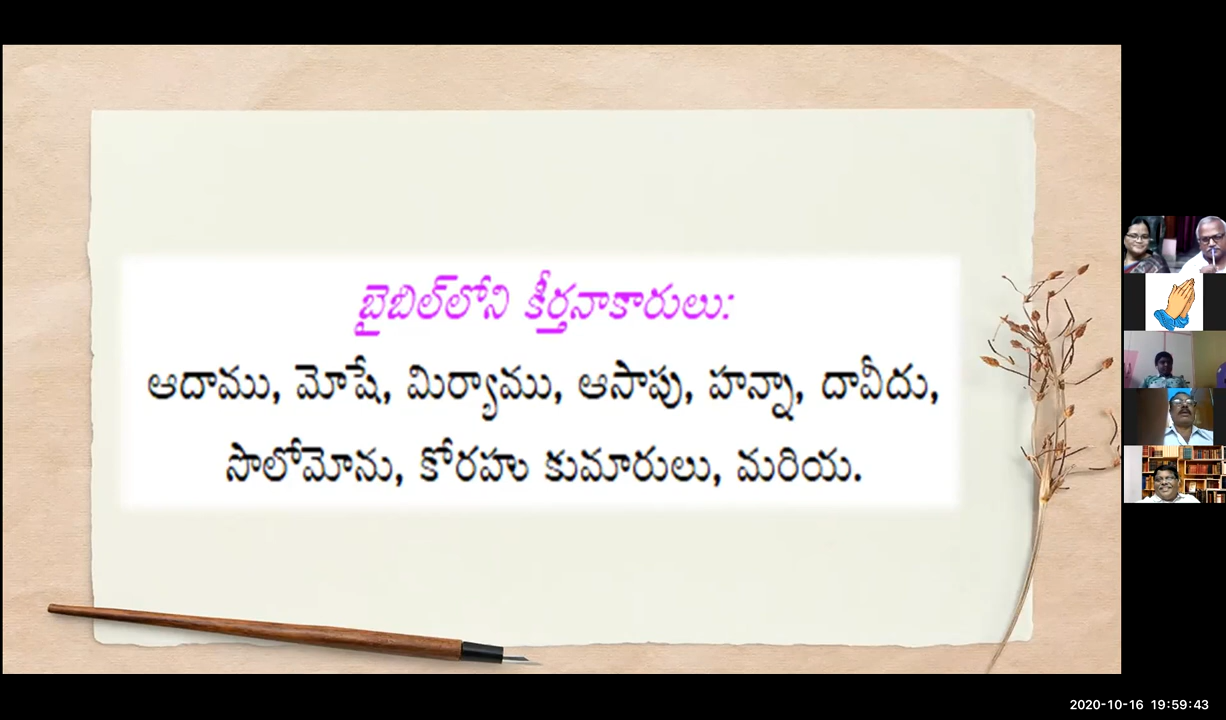 బైబిల్‌లోని కీర్తనాకారులు:
ఆదాము, మోషే, మిర్యాము, ఆసాపు, హన్నా, దావీదు,
సొలోమోను, కోరహు కుమారులు, మరియ.
2020-10-16 19:59:43